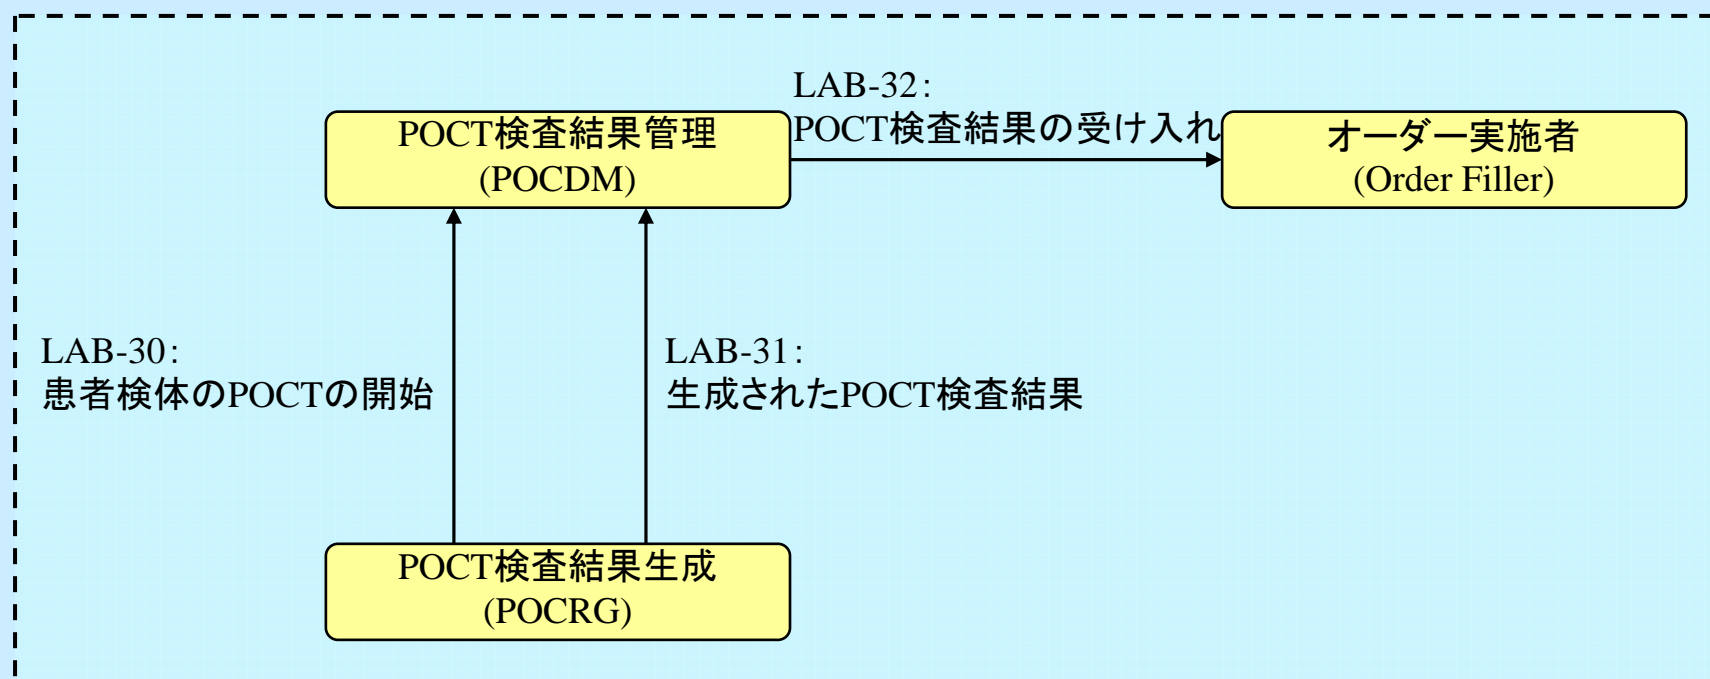 LAB-32：
POCT検査結果の受け入れ
POCT検査結果管理
(POCDM)
オーダー実施者
(Order Filler)
LAB-30：
患者検体のPOCTの開始
LAB-31：
生成されたPOCT検査結果
POCT検査結果生成
(POCRG)